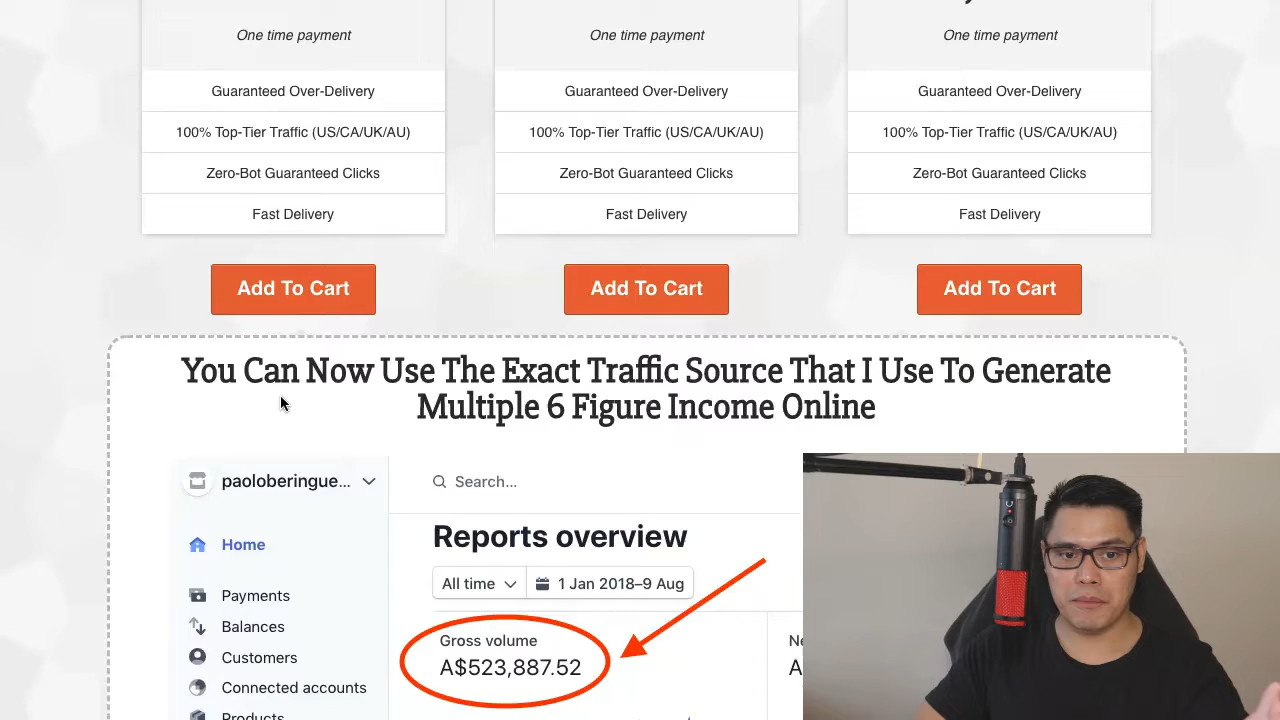 One time payment
One time payment
One time payment
Guaranteed Over-Delivery
Guaranteed Over-Delivery
Guaranteed Over-Delivery
100% Top-Tier Traffic (US/CA/UK/AU)
100% Top-Tier Traffic (US/CA/UK/AU)
100% Top-Tier Traffic (US/CA/UK/AU)
Zero-Bot Guaranteed Clicks
Zero-Bot Guaranteed Clicks
Zero-Bot Guaranteed Clicks
Fast Delivery
Fast Delivery
Fast Delivery
Add To Cart
Add To Cart
Add To Cart
You Can Now Use The Exact Traffic Source That I Use To Generate
Multiple 6 Figure Income Online
paoloberingue...
Search...
Home
Reports overview
All time
1 Jan 2018–9 Aug
Payments
Balances
Customers
Connected accounts
Products
Gross volume
A$523,887.52